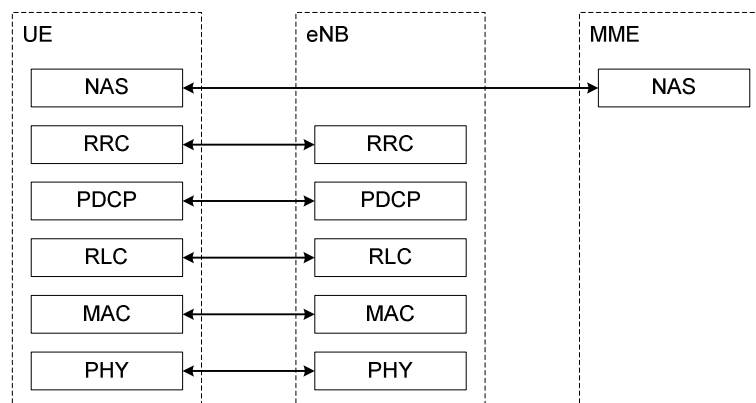 UE eNB MME
NAS NAS
RRC RRC
PDCP PDCP
RLC RLC
MAC MAC
PHY PHY